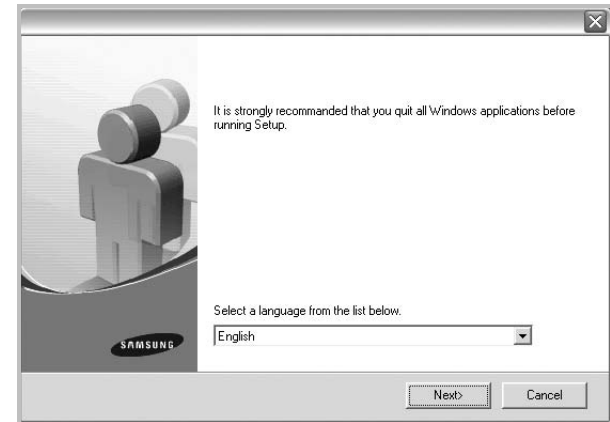 It is strongly recommanded that you quit all Windows applications before
running Setup.
Select a language from the list below.
English
SAMSUNG
Next>
Cancel